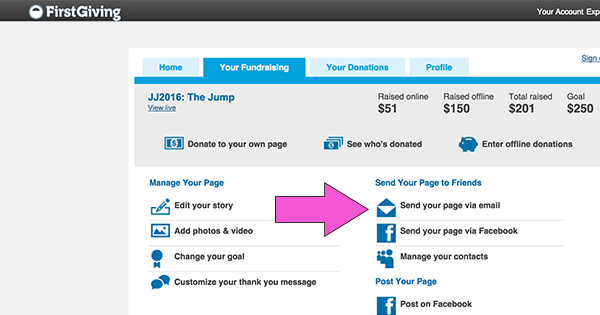 FirstGiving
Your Account
Sign
Home
Your Fundraising
Your Donations
Profile
JJ2016: The Jump
View live
Raised online
$51
Raised offline
$150
Total raised
$201
Goal
$250
Donate to your own page
See who's donated
Enter offline donations
Manage Your Page
Edit your story
Add photos & video
Change your goal
Customize your thank you message
Send Your Page to Friends
Send your page via email
Send your page via Facebook
Manage your contacts
Post Your Page
Post on Facebook